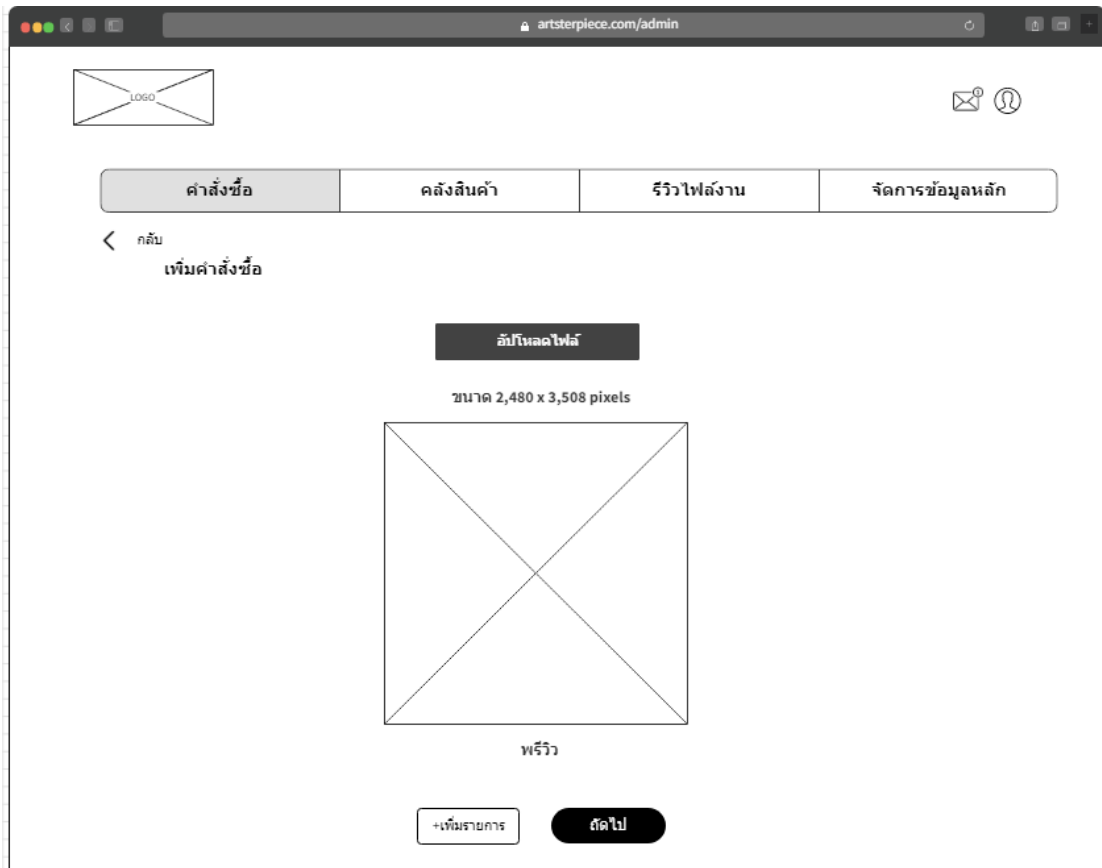 artsterpiece.com/admin
LOGO
1
คำสั่งซื้อ คลังสินค้า รีวิวไฟล์งาน จัดการข้อมูลหลัก
กลับ
เพิ่มคำสั่งซื้อ
อัปโหลดไฟล์
ขนาด 2,480 x 3,508 pixels
พรีวิว
+เพิ่มรายการ ถัดไป